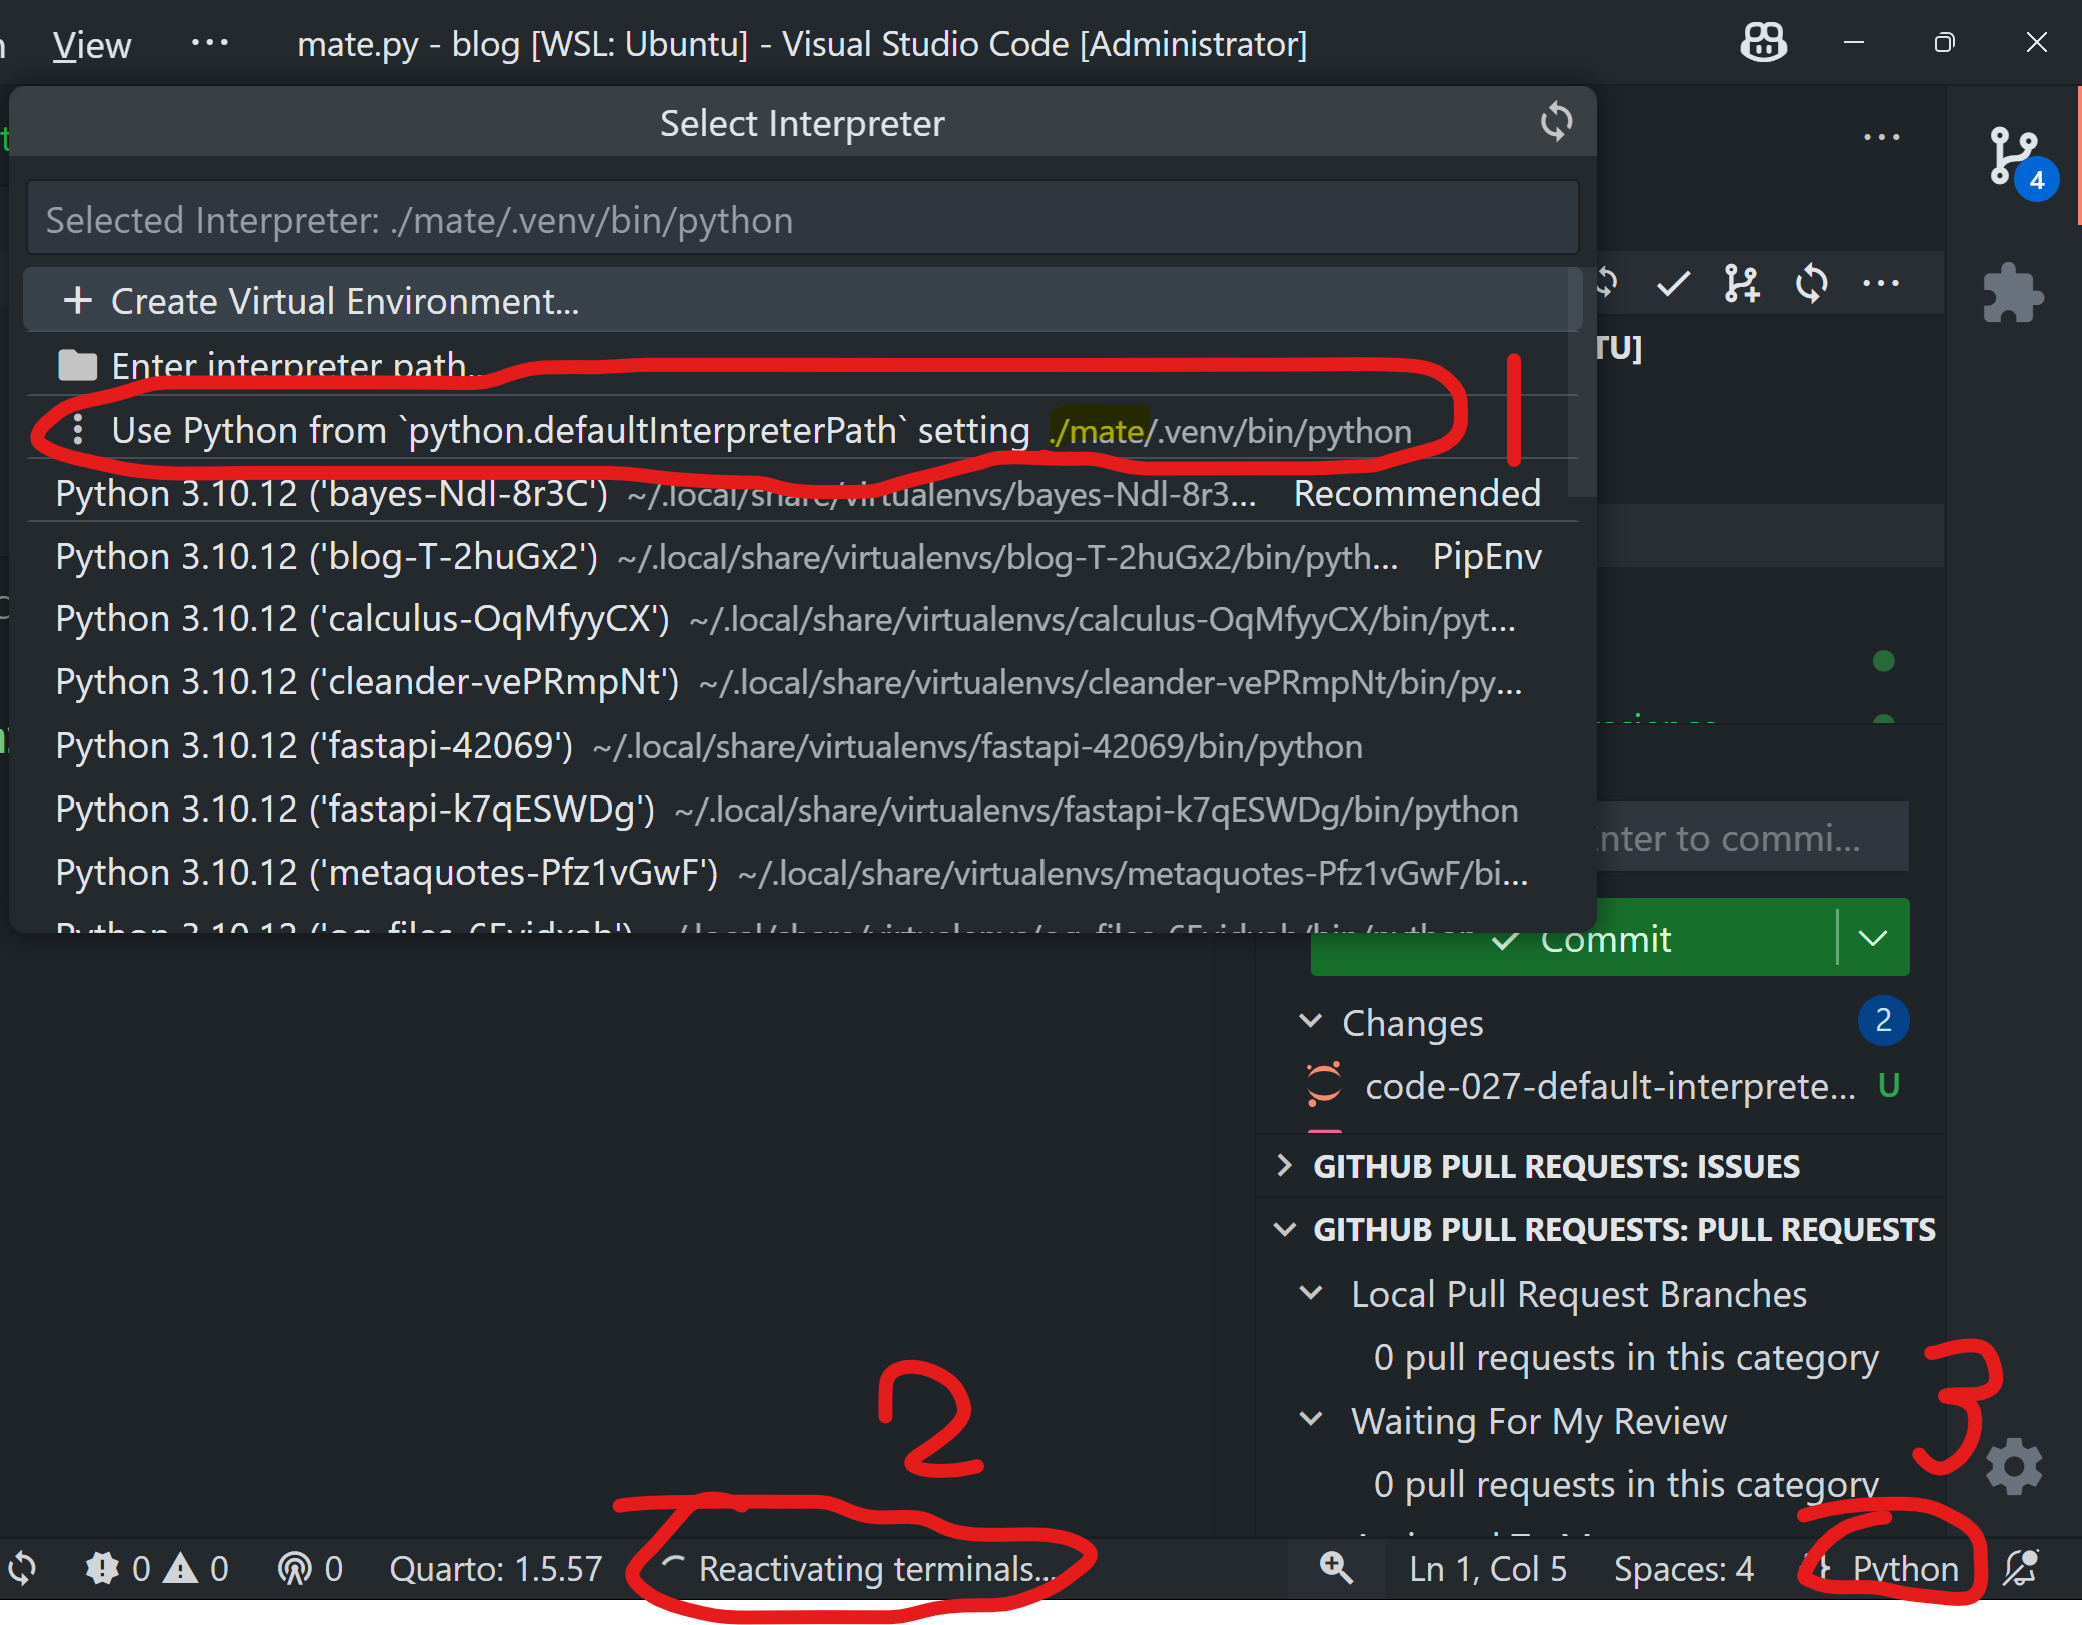 View ... mate.py - blog [WSL: Ubuntu] - Visual Studio Code [Administrator]
Select Interpreter
4
Selected Interpreter: ./mate/.venv/bin/python
+ Create Virtual Environment...
Enter interpreter path...
TU]
1
Use Python from `python.defaultInterpreterPath` setting ./mate/.venv/bin/python
Python 3.10.12 ('bayes-Ndl-8r3C') ~/.local/share/virtualenvs/bayes-Ndl-8r3... Recommended
Python 3.10.12 ('blog-T-2huGx2') ~/.local/share/virtualenvs/blog-T-2huGx2/bin/pyth... PipEnv
Python 3.10.12 ('calculus-OqMfyyCX') ~/.local/share/virtualenvs/calculus-OqMfyyCX/bin/pyt...
Python 3.10.12 ('cleander-vePRmpNt') ~/.local/share/virtualenvs/cleander-vePRmpNt/bin/py...
Python 3.10.12 ('fastapi-42069') ~/.local/share/virtualenvs/fastapi-42069/bin/python
Python 3.10.12 ('fastapi-k7qESWDg') ~/.local/share/virtualenvs/fastapi-k7qESWDg/bin/python
nter to commi...
Python 3.10.12 ('metaquotes-Pfz1vGwF') ~/.local/share/virtualenvs/metaquotes-Pfz1vGwF/bi...
Commit
Changes 2
code-027-default-interprete... U
GITHUB PULL REQUESTS: ISSUES
GITHUB PULL REQUESTS: PULL REQUESTS
Local Pull Request Branches
0 pull requests in this category
Waiting For My Review
0 pull requests in this category
2
3
0 0 0 Quarto: 1.5.57 Reactivating terminals... Ln 1, Col 5 Spaces: 4 Python